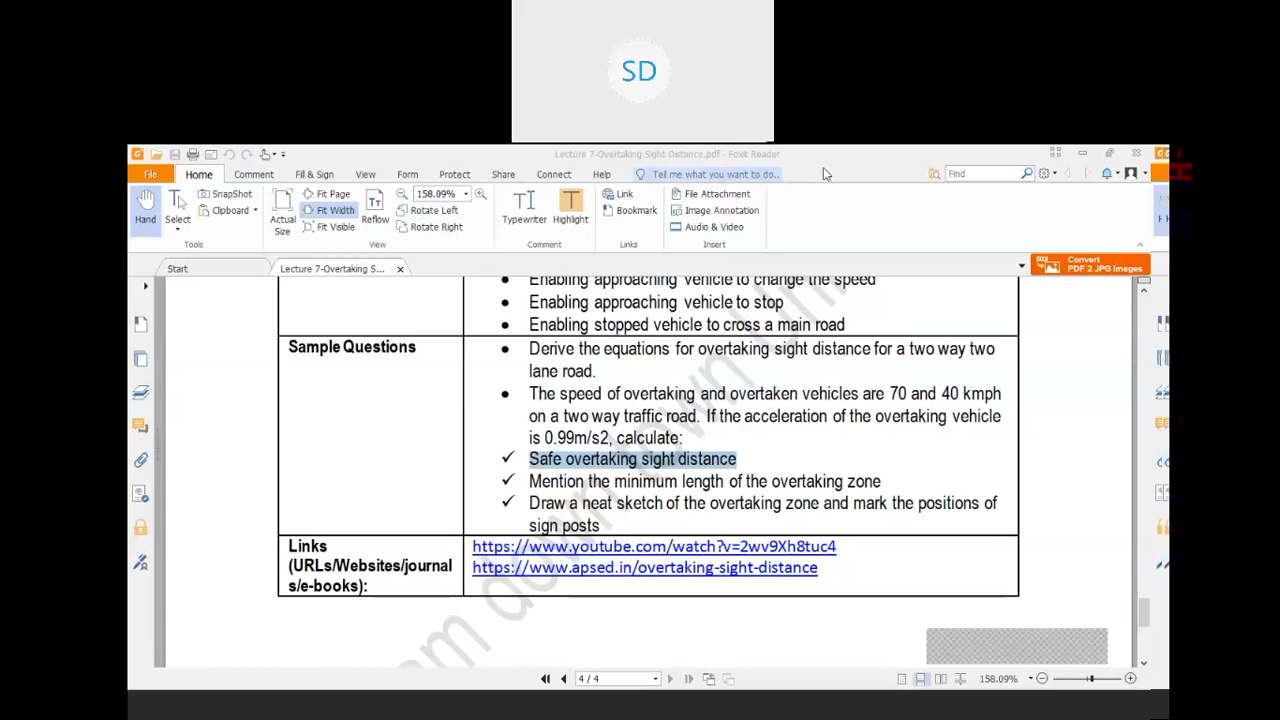 SD
Lecture 7-Overtaking Sight Distance.pdf - Foxit Reader
File Home Comment Fill & Sign View Form Protect Share Connect Help Tell me what you want to do.. Find
Hand
Select
SnapShot
Clipboard
Tools
Actual Size
Fit Page
Fit Width
Fit Visible
Reflow
158.09%
Rotate Left
Rotate Right
View
Typewriter
Highlight
Comment
Link
Bookmark
Links
File Attachment
Image Annotation
Audio & Video
Insert
Start
Lecture 7-Overtaking S...
Convert
PDF 2 JPG Images
• Enabling approaching vehicle to change the speed
• Enabling approaching vehicle to stop
• Enabling stopped vehicle to cross a main road
Sample Questions
• Derive the equations for overtaking sight distance for a two way two
lane road.
• The speed of overtaking and overtaken vehicles are 70 and 40 kmph
on a two way traffic road. If the acceleration of the overtaking vehicle
is 0.99m/s2, calculate:
✓ Safe overtaking sight distance
✓ Mention the minimum length of the overtaking zone
✓ Draw a neat sketch of the overtaking zone and mark the positions of
sign posts
Links
(URLs/Websites/journal
s/e-books):
https://www.youtube.com/watch?v=2wv9Xh8tuc4
https://www.apsed.in/overtaking-sight-distance
am down town Un
4 / 4
158.09%